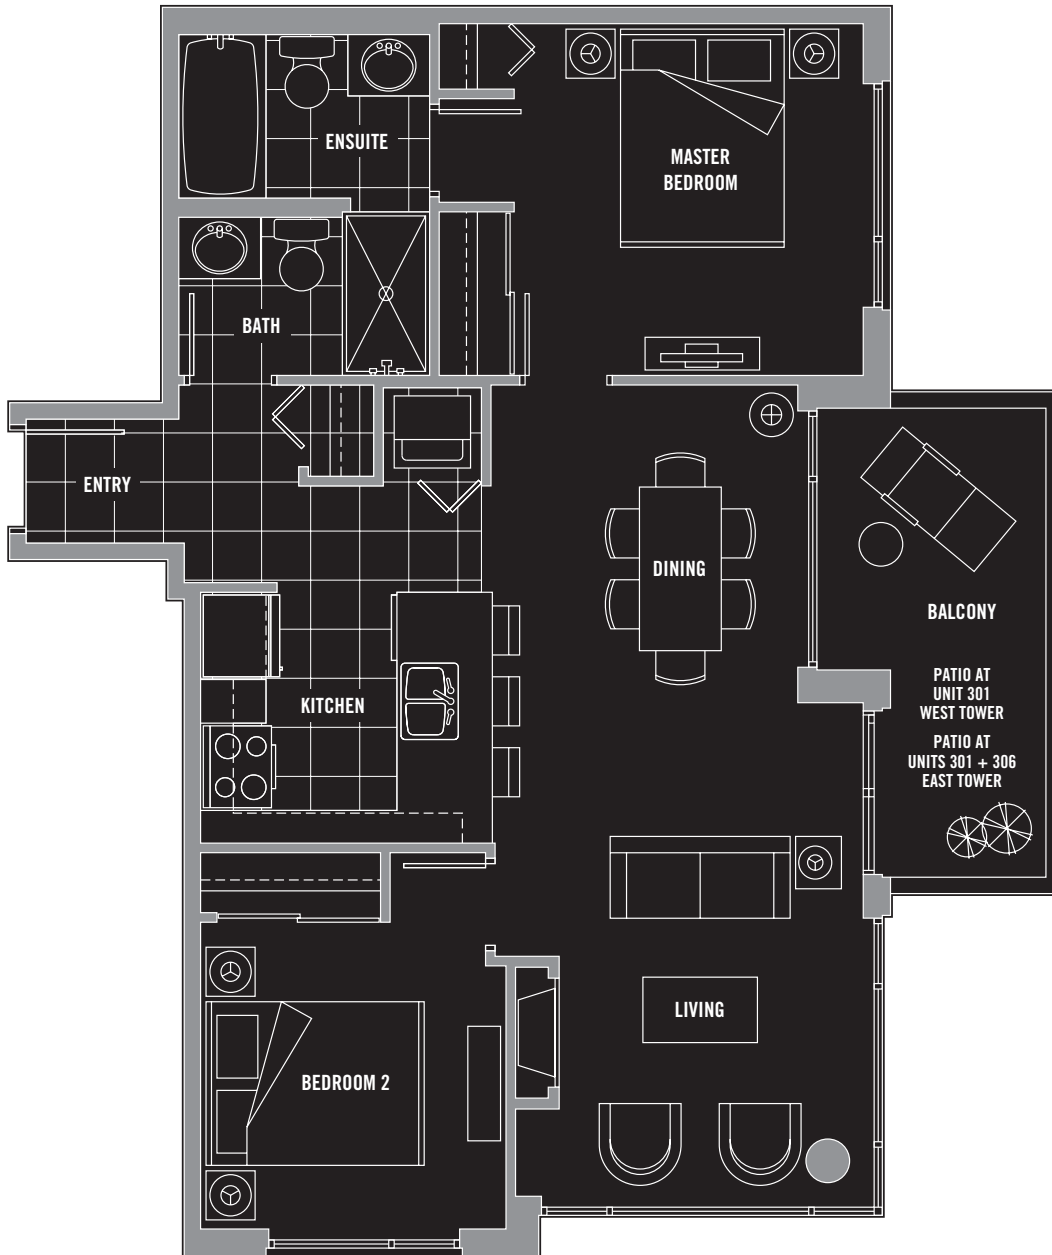 ENSUITE
MASTER
BEDROOM
BATH
ENTRY
DINING
BALCONY
PATIO AT
UNIT 301
WEST TOWER
PATIO AT
UNITS 301 + 306
EAST TOWER
KITCHEN
LIVING
BEDROOM 2